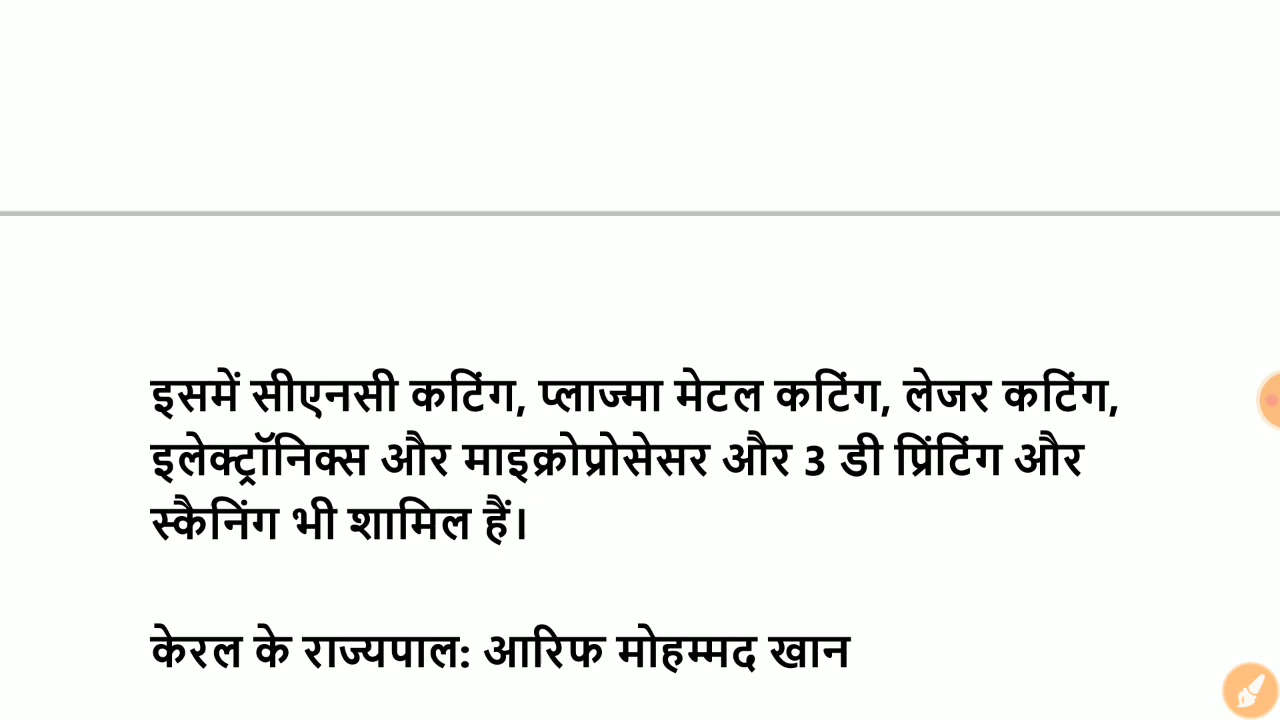 इसमें सीएनसी कटिंग, प्लाज्मा मेटल कटिंग, लेजर कटिंग,
इलेक्ट्रॉनिक्स और माइक्रोप्रोसेसर और 3 डी प्रिंटिंग और
स्कैनिंग भी शामिल हैं।
केरल के राज्यपाल: आरिफ मोहम्मद खान